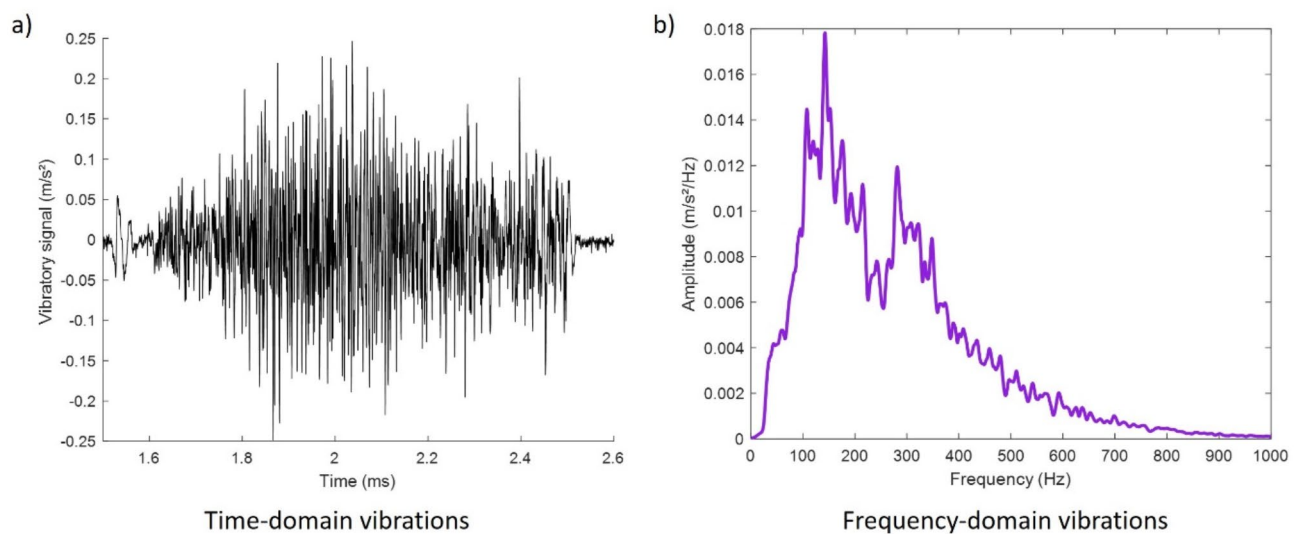 a)
0.25
0.2
0.15
0.1
0.05
0
-0.05
-0.1
-0.15
-0.2
-0.25
Vibratory signal (m/s²)
1.6 1.8 2 2.2 2.4 2.6
Time (ms)
Time-domain vibrations
b)
0.018
0.016
0.014
0.012
0.01
0.008
0.006
0.004
0.002
0
Amplitude (m/s²/Hz)
0 100 200 300 400 500 600 700 800 900 1000
Frequency (Hz)
Frequency-domain vibrations